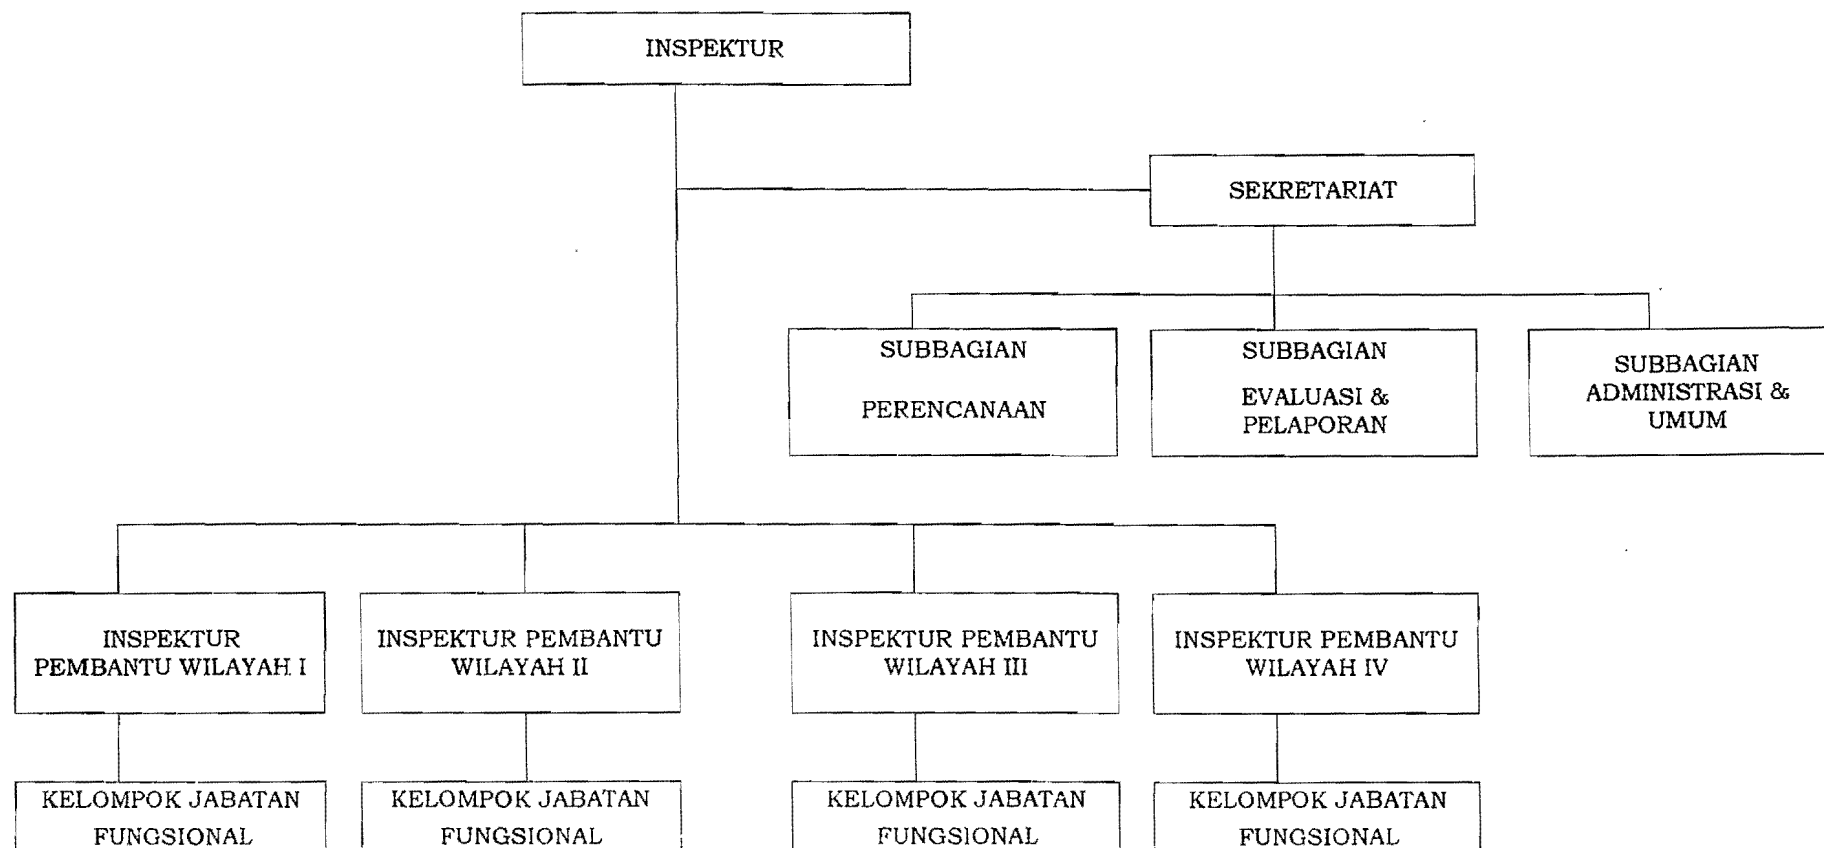 INSPEKTUR
SEKRETARIAT
SUBBAGIAN
PERENCANAAN
SUBBAGIAN
EVALUASI &
PELAPORAN
SUBBAGIAN
ADMINISTRASI &
UMUM
INSPEKTUR
PEMBANTU WILAYAH I
INSPEKTUR PEMBANTU
WILAYAH II
INSPEKTUR PEMBANTU
WILAYAH III
INSPEKTUR PEMBANTU
WILAYAH IV
KELOMPOK JABATAN
FUNGSIONAL
KELOMPOK JABATAN
FUNGSIONAL
KELOMPOK JABATAN
FUNGSIONAL
KELOMPOK JABATAN
FUNGSIONAL